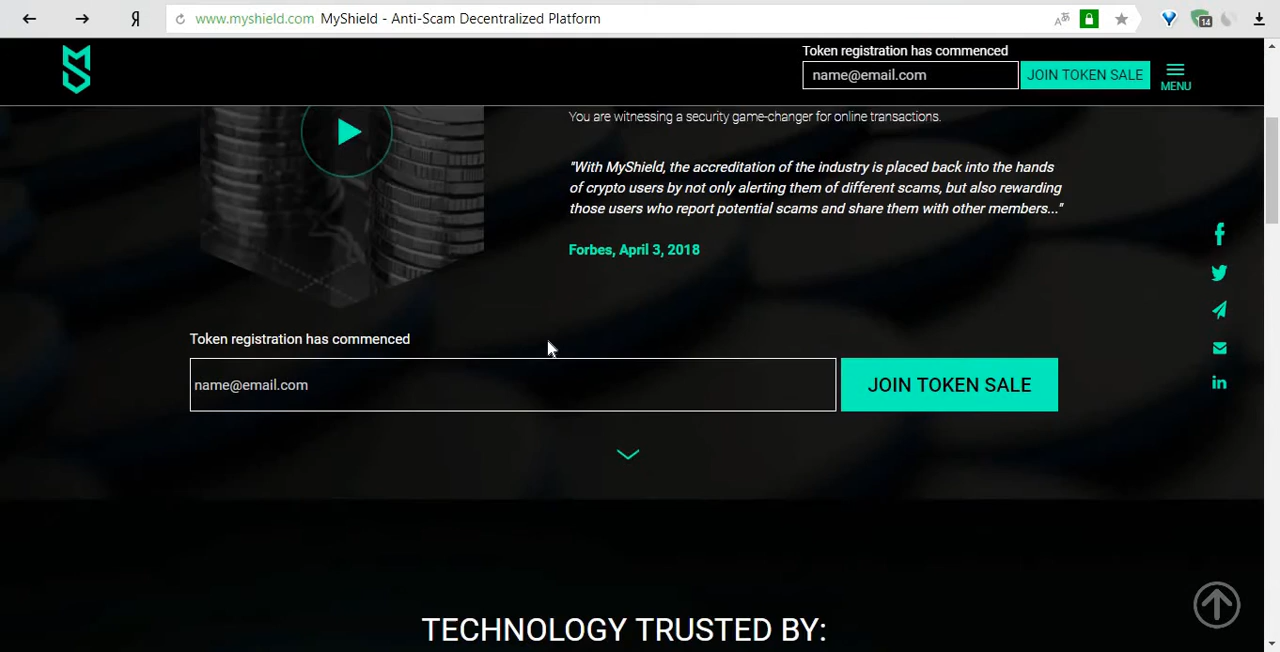 Я
www.myshield.com MyShield - Anti-Scam Decentralized Platform
14
Token registration has commenced
name@email.com
JOIN TOKEN SALE
MENU
You are witnessing a security game-changer for online transactions.
"With MyShield, the accreditation of the industry is placed back into the hands
of crypto users by not only alerting them of different scams, but also rewarding
those users who report potential scams and share them with other members..."
Forbes, April 3, 2018
Token registration has commenced
name@email.com
JOIN TOKEN SALE
TECHNOLOGY TRUSTED BY: